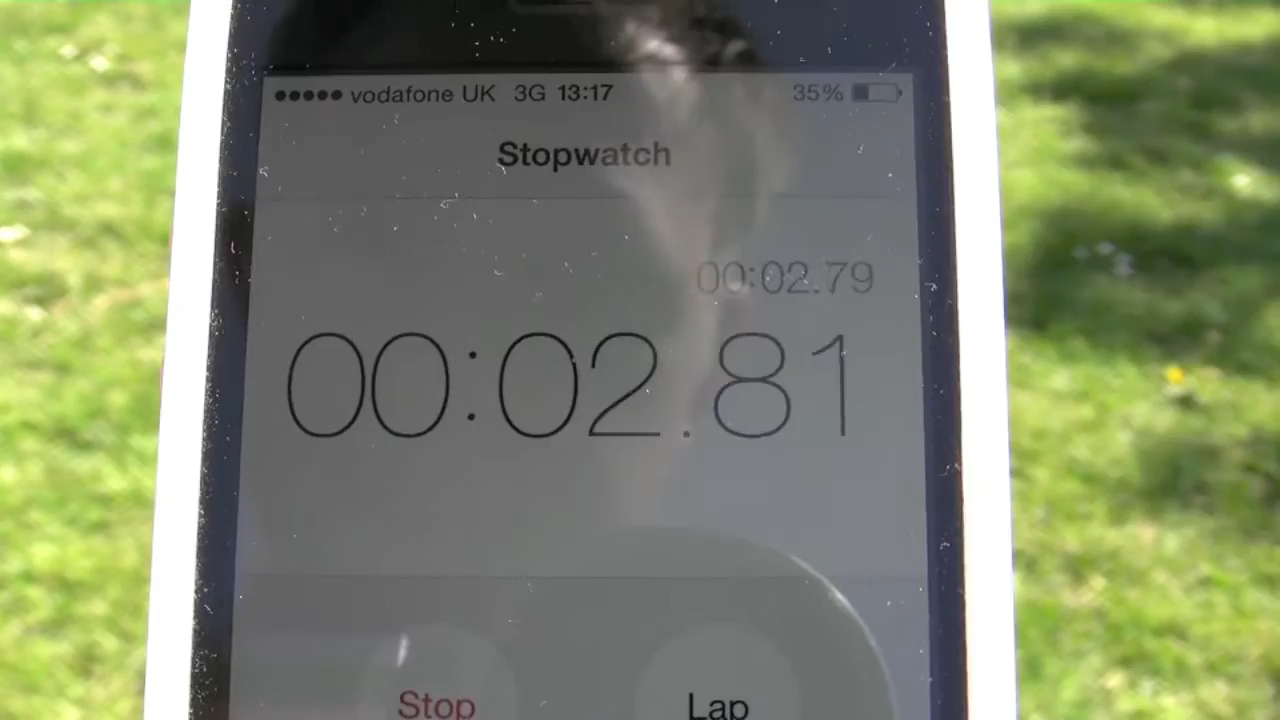 vodafone UK 3G 13:17 35%
Stopwatch
00:02.79
00:02.81
Stop Lap